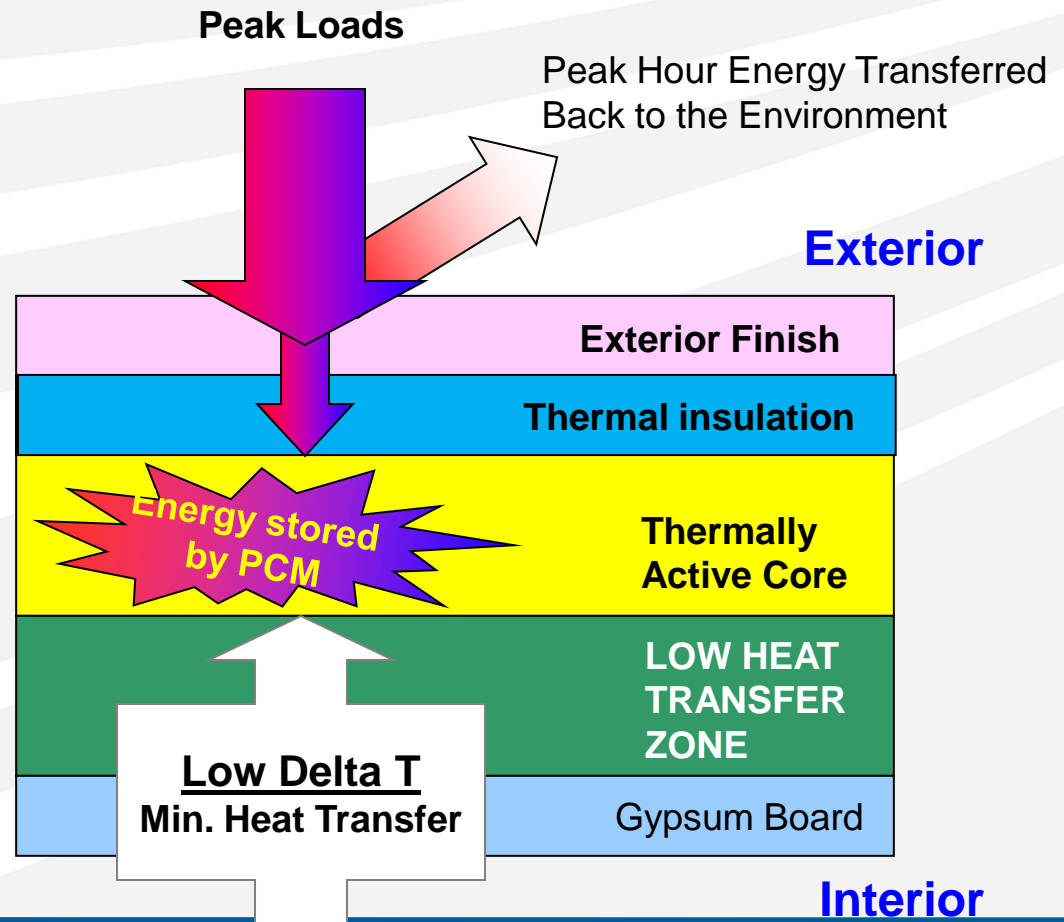 Peak Loads
Peak Hour Energy Transferred
Back to the Environment
Exterior
Exterior Finish
Thermal insulation
Energy stored
by PCM
Thermally
Active Core
LOW HEAT
TRANSFER
ZONE
Low Delta T
Min. Heat Transfer
Gypsum Board
Interior